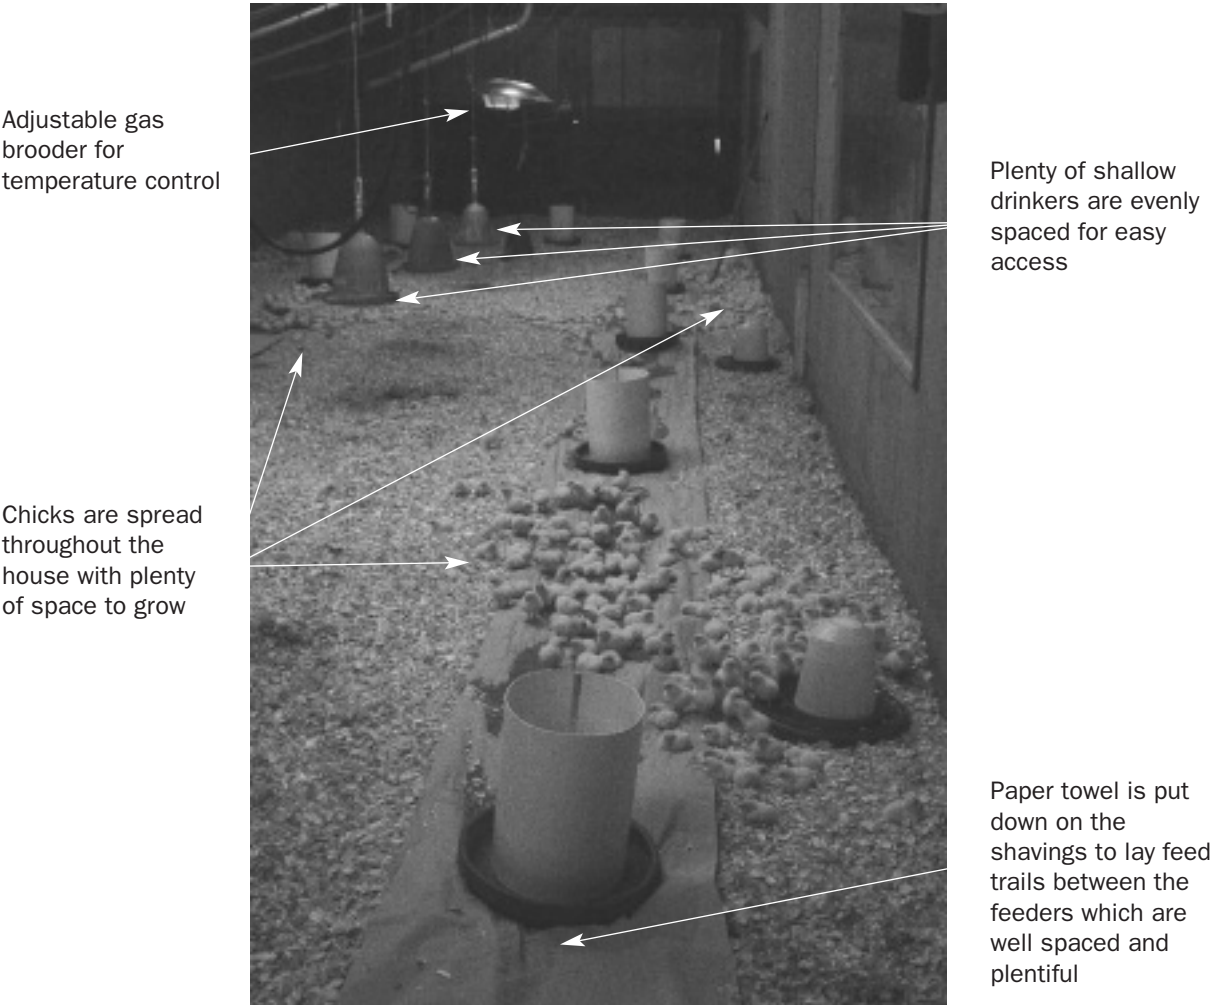 Adjustable gas
brooder for
temperature control
Plenty of shallow
drinkers are evenly
spaced for easy
access
Chicks are spread
throughout the
house with plenty
of space to grow
Paper towel is put
down on the
shavings to lay feed
trails between the
feeders which are
well spaced and
plentiful